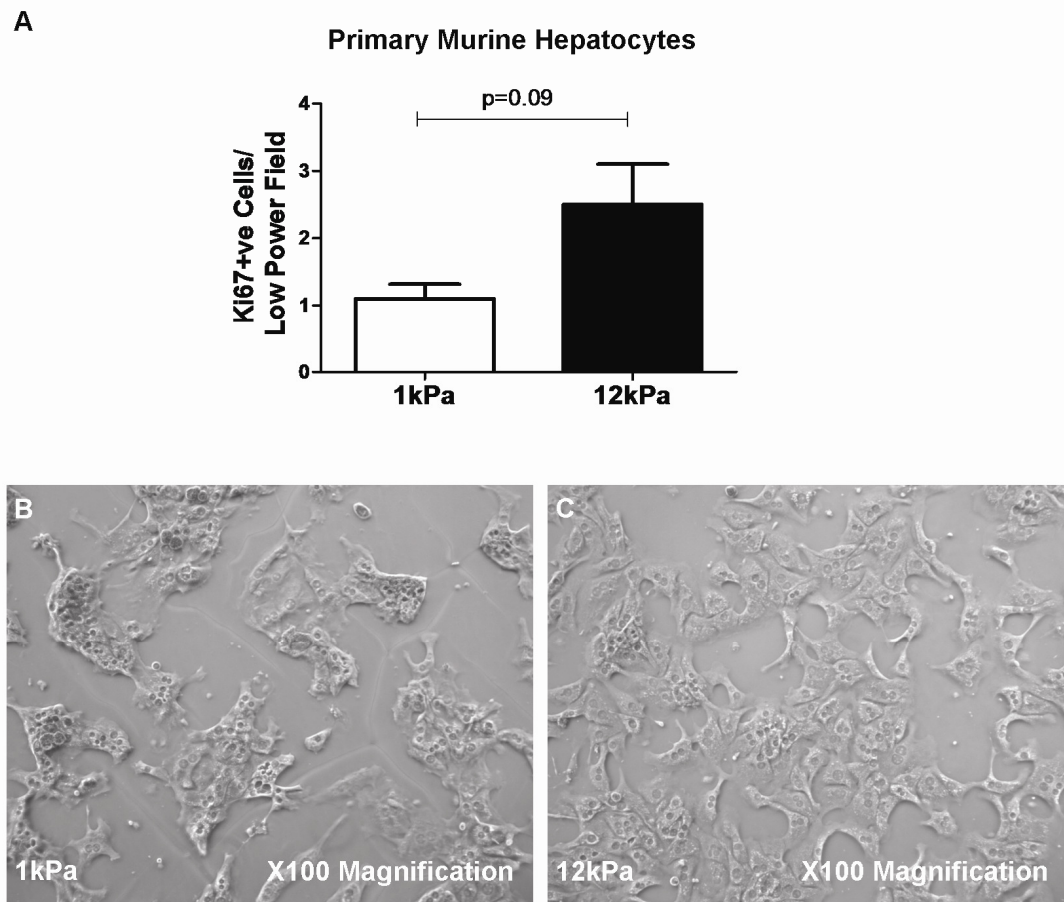 A
Primary Murine Hepatocytes
p=0.09
Ki67+ve Cells/
Low Power Field
4
3
2
1
0
1kPa
12kPa
B
1kPa
X100 Magnification
C
12kPa
X100 Magnification